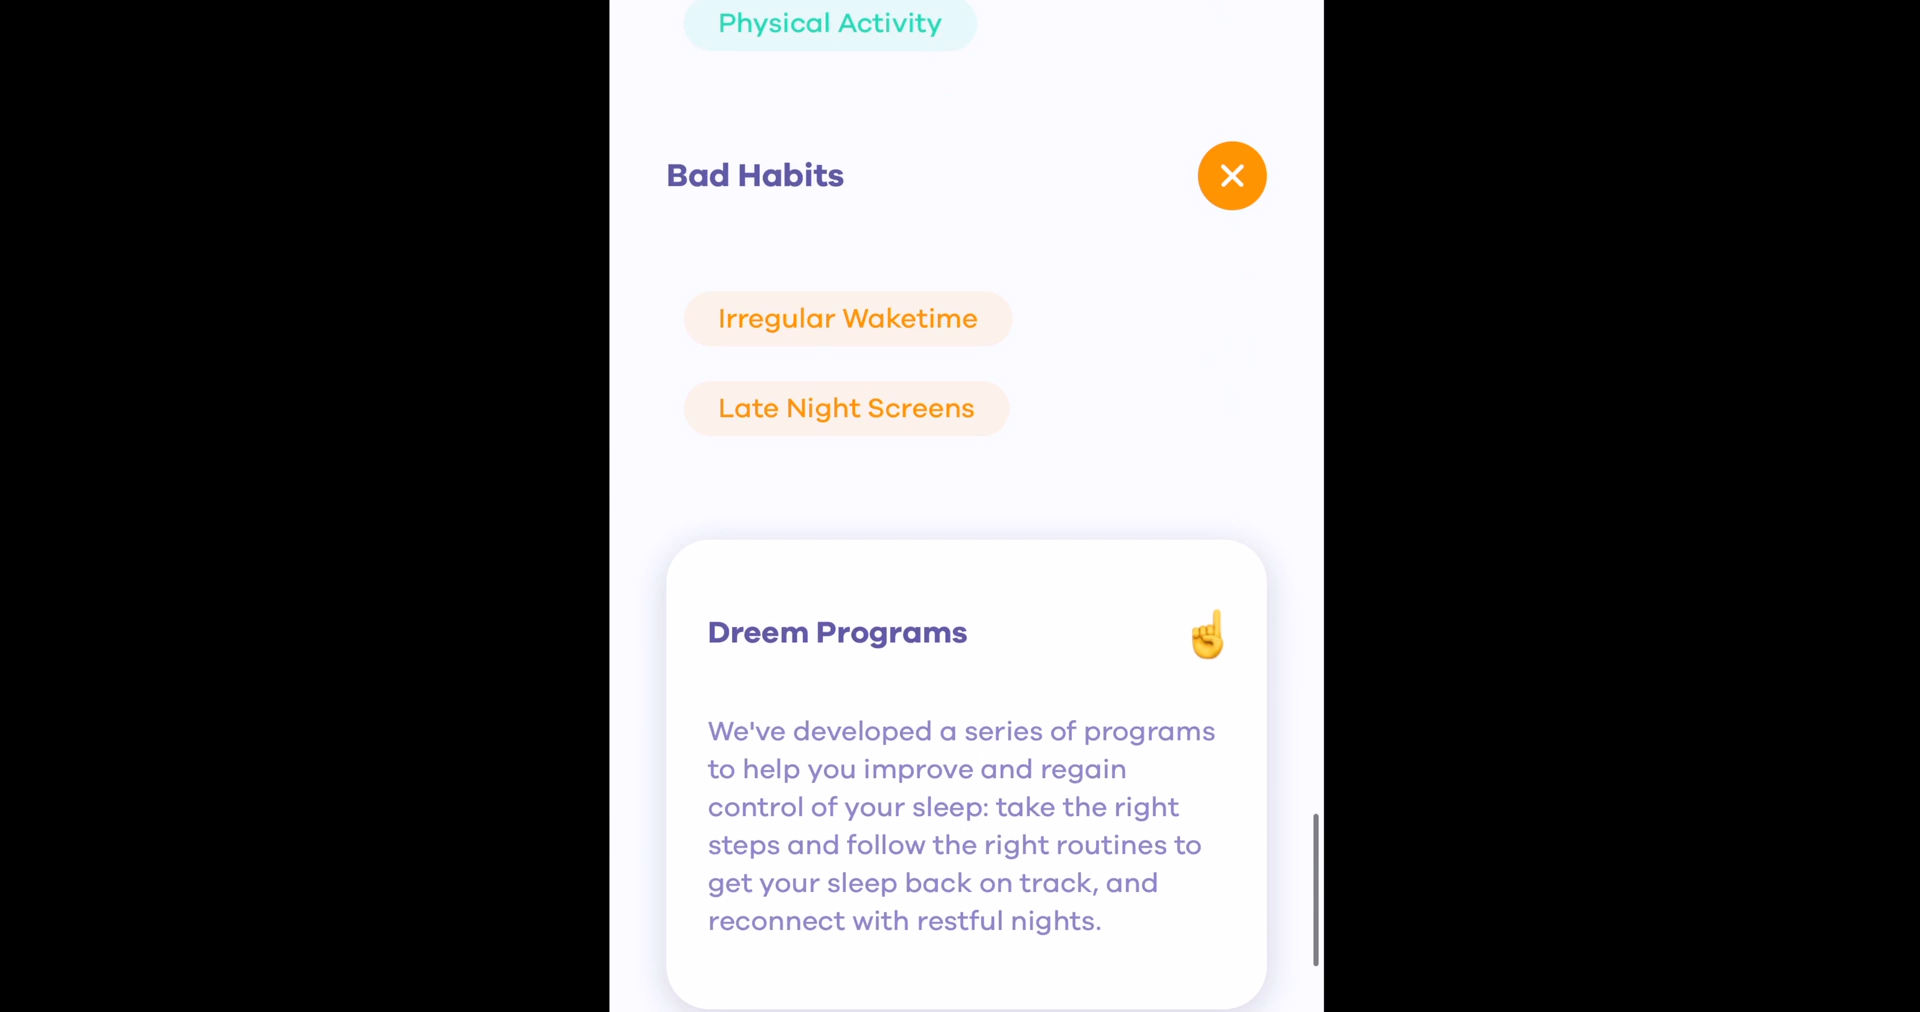 Physical Activity
Bad Habits
Irregular Waketime
Late Night Screens
Dreem Programs
We've developed a series of programs
to help you improve and regain
control of your sleep: take the right
steps and follow the right routines to
get your sleep back on track, and
reconnect with restful nights.